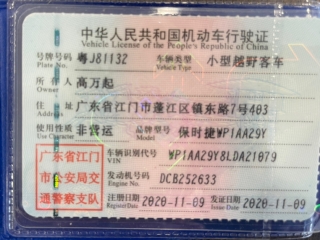 中华人民共和国机动车行驶证
Vehicle License of the People's Republic of China
号牌号码 粤J81132 车辆类型 小型越野客车
Plate No. Vehicle Type
所有人 高万起
Owner
住址 广东省江门市蓬江区镇东路7号403
Address
使用性质 非营运 品牌型号 保时捷WP1AA29Y
Use Character Model
广东省江门
市公安局交
通警察支队
车辆识别代号 WP1AA29Y8LDA21079
VIN
发动机号码 DCB252633
Engine No.
注册日期 2020-11-09 发证日期 2020-11-09
Register Date Issue Date